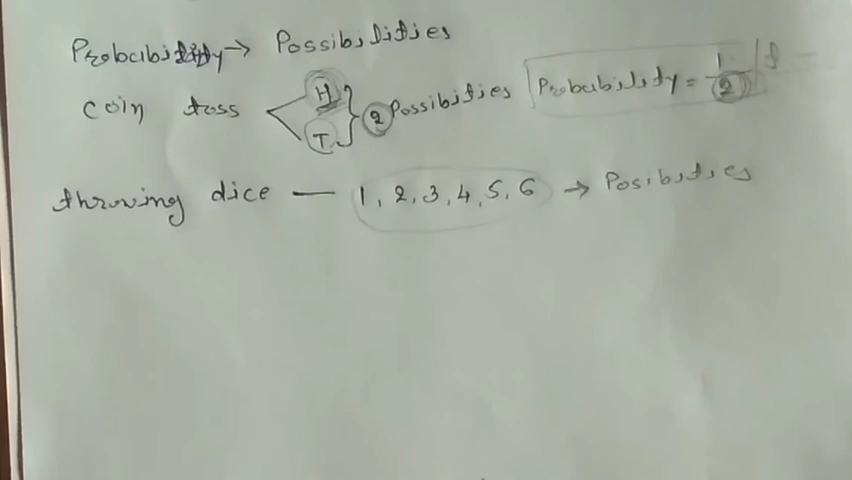 Probability → Possibilities
coin toss H T } 2 Possibities Probability = 1/2
throwing dice — 1, 2, 3, 4, 5, 6 → Posibities